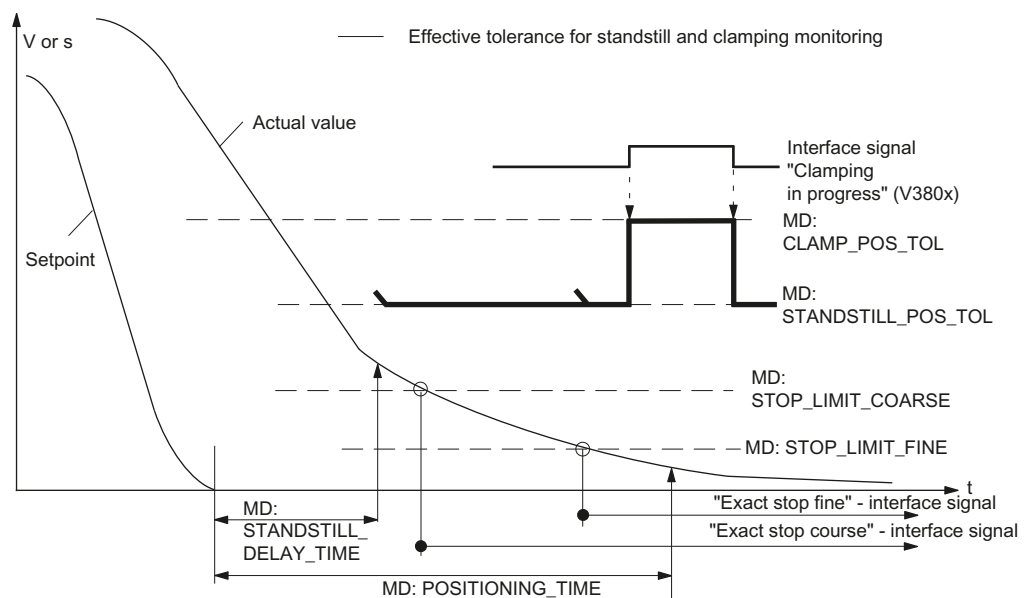 V or s
Effective tolerance for standstill and clamping monitoring
Actual value
Interface signal
"Clamping
in progress" (V380x)
MD:
CLAMP_POS_TOL
Setpoint
MD:
STANDSTILL_POS_TOL
MD:
STOP_LIMIT_COARSE
MD: STOP_LIMIT_FINE
t
"Exact stop fine" - interface signal
MD:
STANDSTILL_
DELAY_TIME
"Exact stop course" - interface signal
MD: POSITIONING_TIME